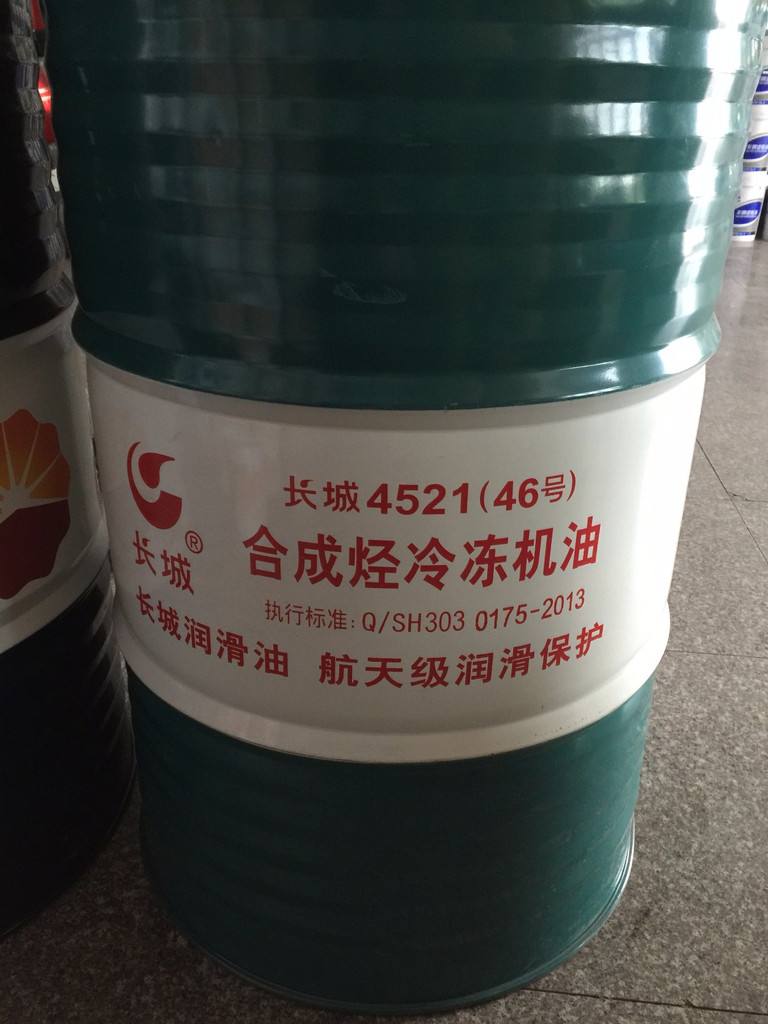 长城4521(46号)
合成烃冷冻机油
长城®
执行标准:Q/SH303 0175-2013
长城润滑油 航天级润滑保护